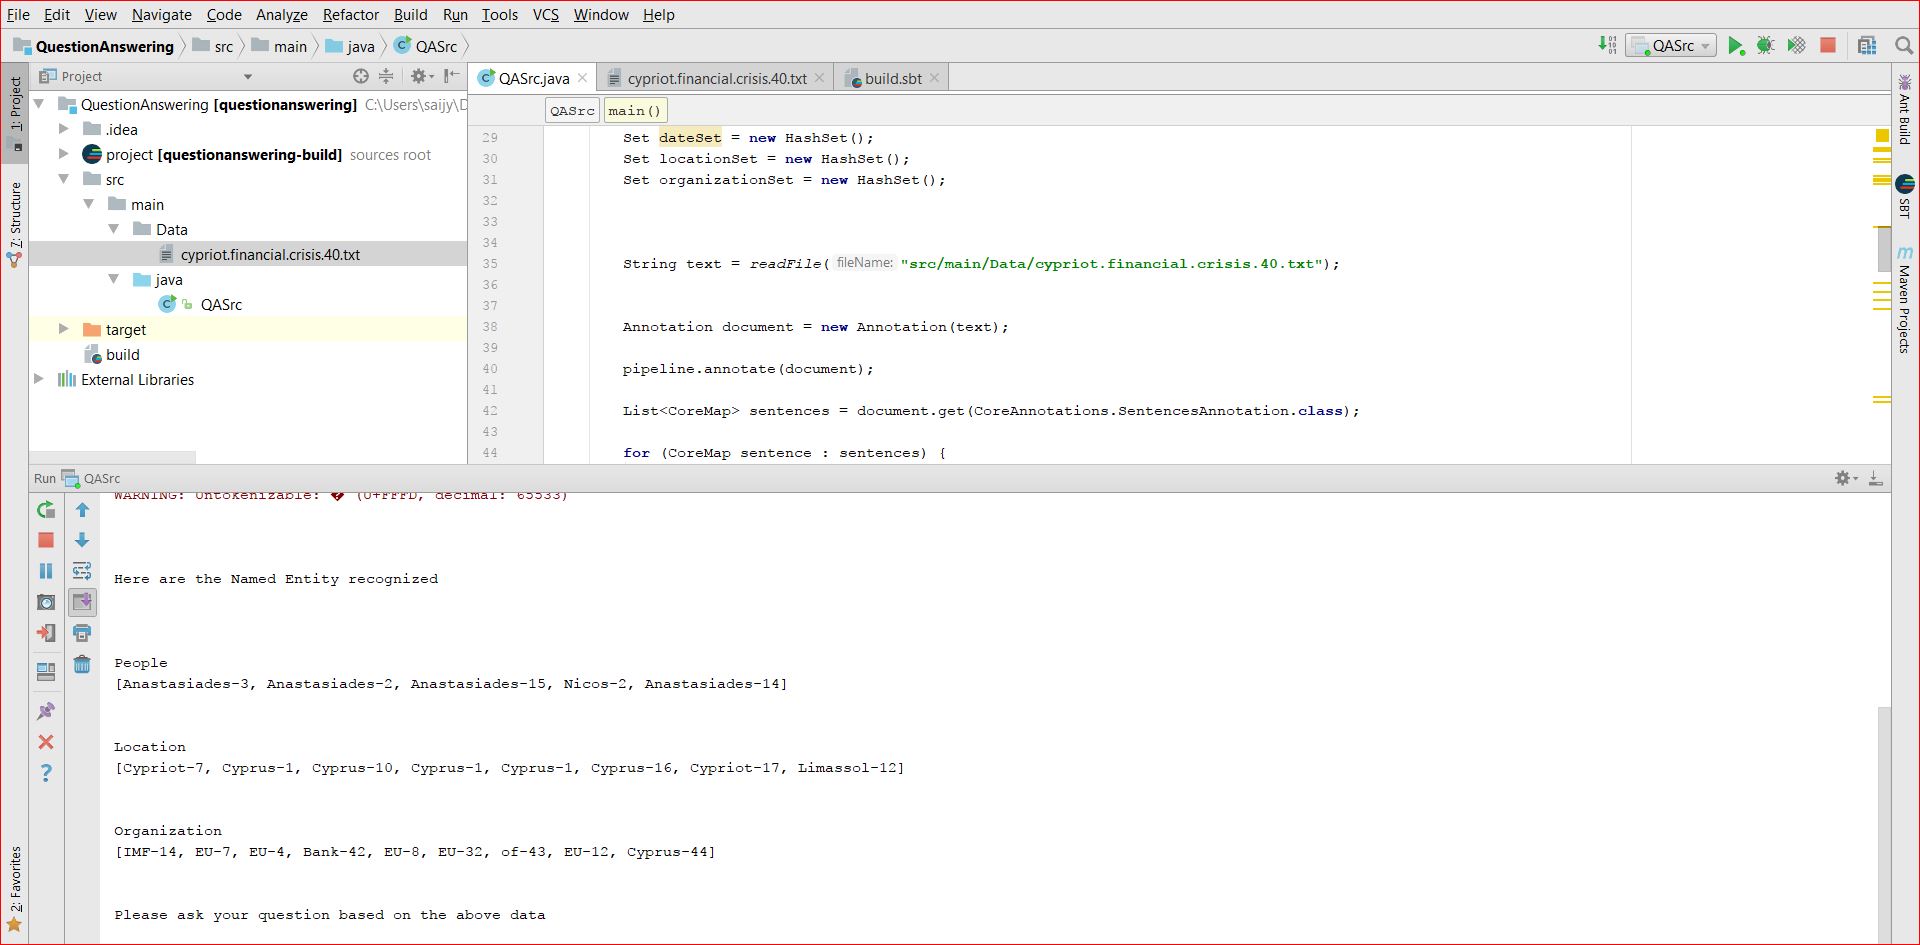 File Edit View Navigate Code Analyze Refactor Build Run Tools VCS Window Help
QuestionAnswering src main java QASrc
QASrc
Project
QASrc.java cypriot.financial.crisis.40.txt build.sbt
1: Project
7: Structure
2: Favorites
QuestionAnswering [questionanswering] C:\Users\saijy\D
.idea
project [questionanswering-build] sources root
src
main
Data
cypriot.financial.crisis.40.txt
java
QASrc
target
build
External Libraries
QASrc main()
29 Set dateSet = new HashSet();
30 Set locationSet = new HashSet();
31 Set organizationSet = new HashSet();
32
33
34
35 String text = readFile( fileName: "src/main/Data/cypriot.financial.crisis.40.txt");
36
37
38 Annotation document = new Annotation(text);
39
40 pipeline.annotate(document);
41
42 List<CoreMap> sentences = document.get(CoreAnnotations.SentencesAnnotation.class);
43
44 for (CoreMap sentence : sentences) {
Ant Build
SBT
Maven Projects
Run QASrc
WARNING: Untokenizable: � (U+FFFD, decimal: 65533)
Here are the Named Entity recognized
People
[Anastasiades-3, Anastasiades-2, Anastasiades-15, Nicos-2, Anastasiades-14]
Location
[Cypriot-7, Cyprus-1, Cyprus-10, Cyprus-1, Cyprus-1, Cyprus-16, Cypriot-17, Limassol-12]
Organization
[IMF-14, EU-7, EU-4, Bank-42, EU-8, EU-32, of-43, EU-12, Cyprus-44]
Please ask your question based on the above data